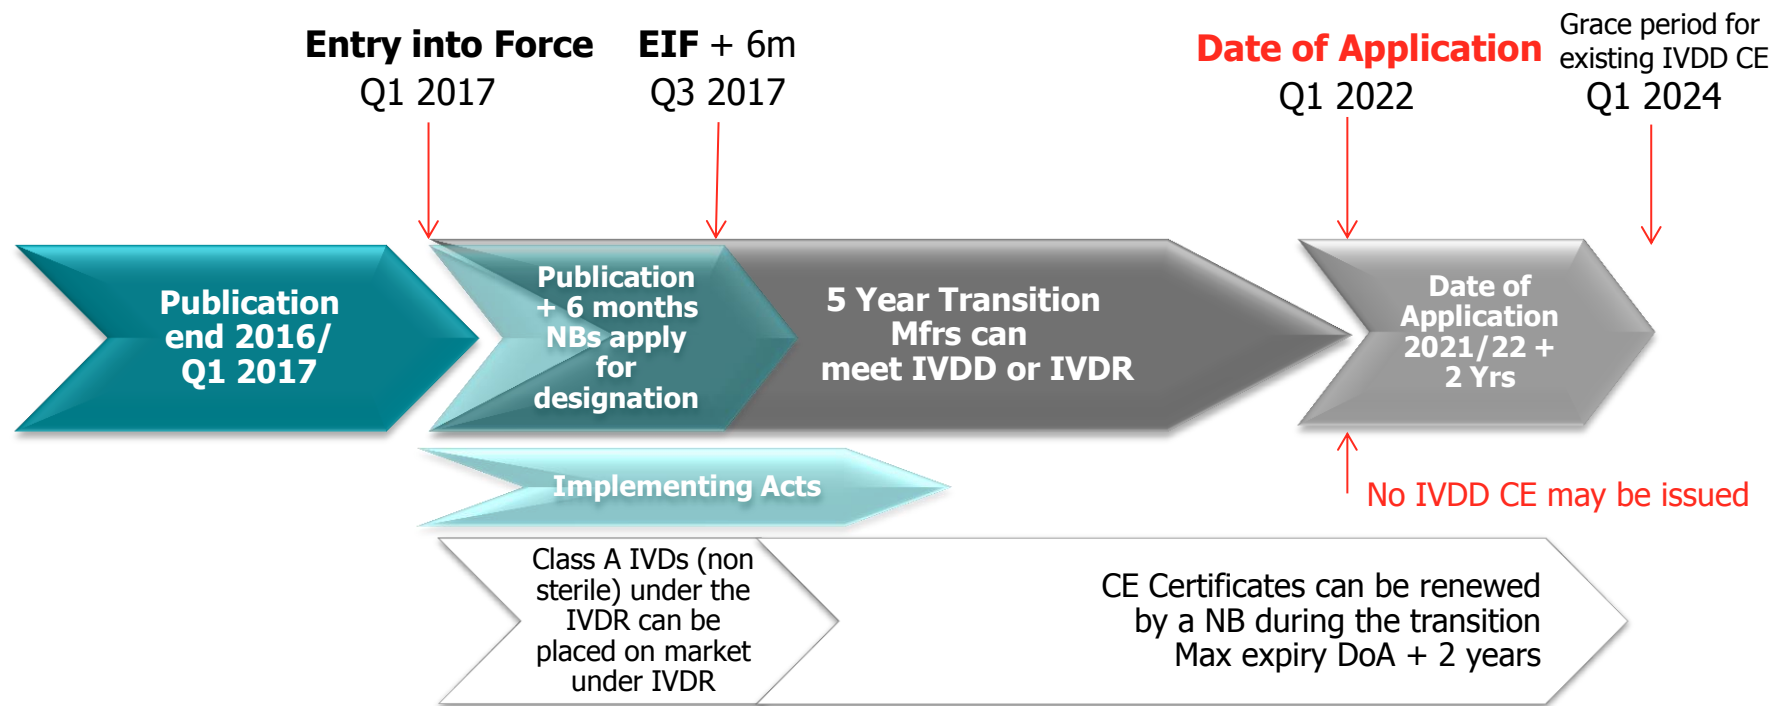 Entry into Force
Q1 2017
EIF + 6m
Q3 2017
Date of Application
Q1 2022
Grace period for
existing IVDD CE
Q1 2024
Publication
end 2016/
Q1 2017
Publication
+ 6 months
NBs apply
for
designation
5 Year Transition
Mfrs can
meet IVDD or IVDR
Date of
Application
2021/22 +
2 Yrs
Implementing Acts
No IVDD CE may be issued
Class A IVDs (non
sterile) under the
IVDR can be
placed on market
under IVDR
CE Certificates can be renewed
by a NB during the transition
Max expiry DoA + 2 years